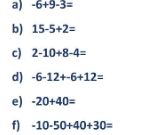 a) -6+9-3=
b) 15-5+2=
c) 2-10+8-4=
d) -6-12+-6+12=
e) -20+40=
f) -10-50+40+30=